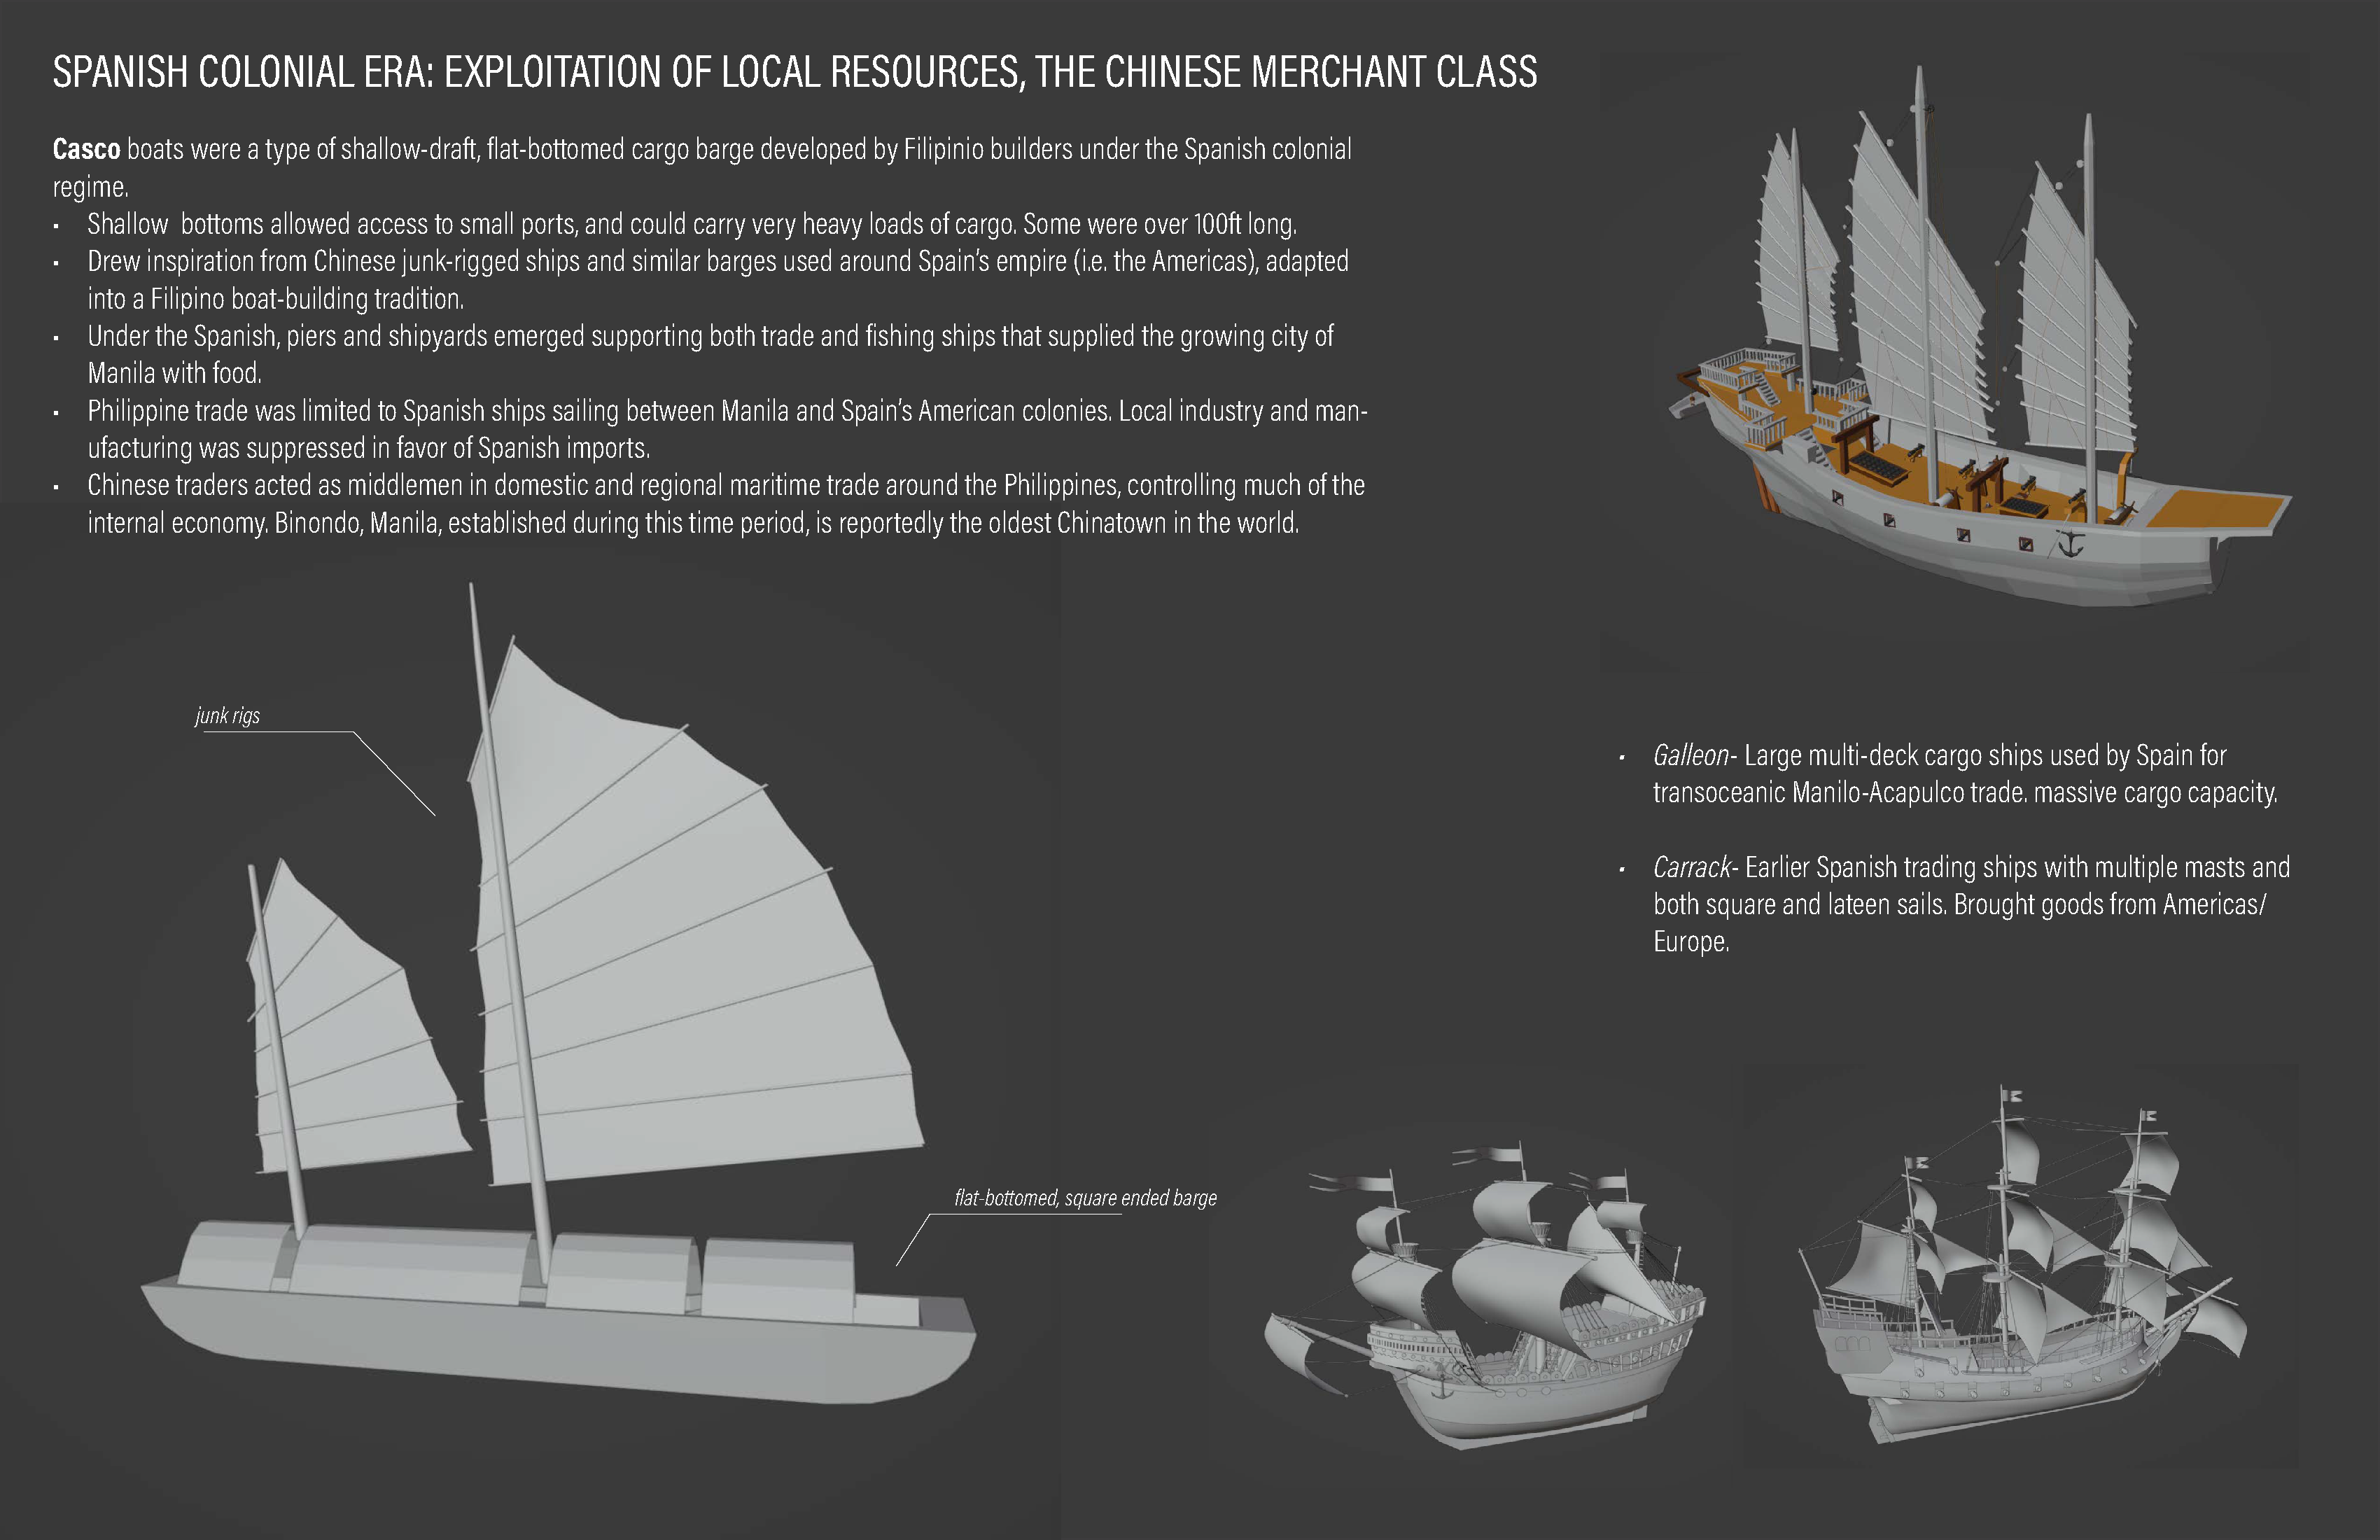 SPANISH COLONIAL ERA: EXPLOITATION OF LOCAL RESOURCES, THE CHINESE MERCHANT CLASS
Casco boats were a type of shallow-draft, flat-bottomed cargo barge developed by Filipinio builders under the Spanish colonial
regime.
• Shallow bottoms allowed access to small ports, and could carry very heavy loads of cargo. Some were over 100ft long.
• Drew inspiration from Chinese junk-rigged ships and similar barges used around Spain's empire (i.e. the Americas), adapted
into a Filipino boat-building tradition.
• Under the Spanish, piers and shipyards emerged supporting both trade and fishing ships that supplied the growing city of
Manila with food.
• Philippine trade was limited to Spanish ships sailing between Manila and Spain's American colonies. Local industry and man-
ufacturing was suppressed in favor of Spanish imports.
• Chinese traders acted as middlemen in domestic and regional maritime trade around the Philippines, controlling much of the
internal economy. Binondo, Manila, established during this time period, is reportedly the oldest Chinatown in the world.
junk rigs
flat-bottomed, square ended barge
• Galleon- Large multi-deck cargo ships used by Spain for
transoceanic Manilo-Acapulco trade. massive cargo capacity.
• Carrack- Earlier Spanish trading ships with multiple masts and
both square and lateen sails. Brought goods from Americas/
Europe.